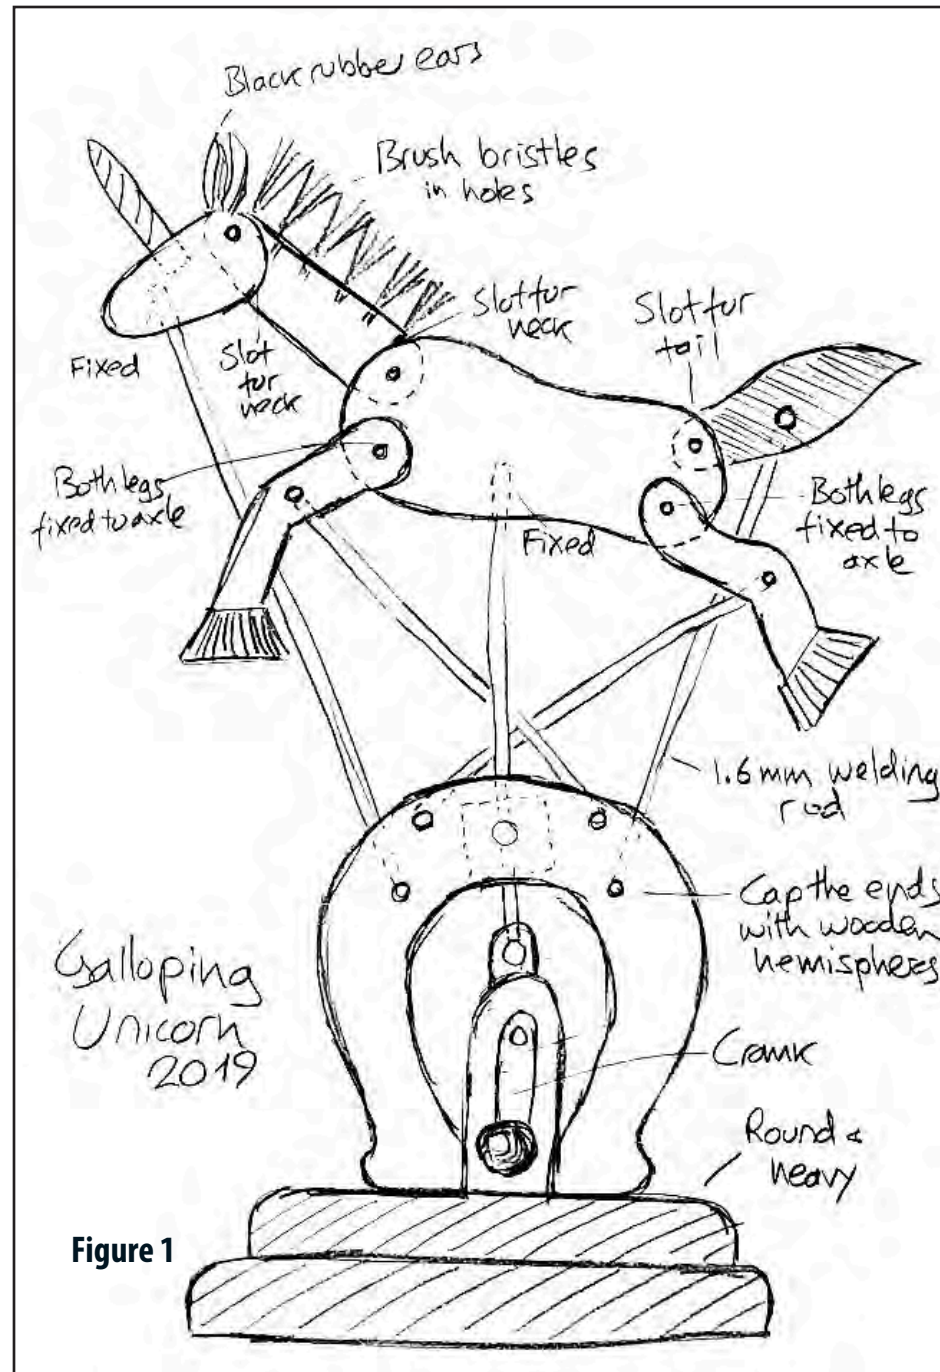 Black rubber ears
Brush bristles
in holes
Slot for
neck
Slot for
tail
Fixed
Slot
for
neck
Both legs
fixed to axle
Fixed
Both legs
fixed to
axle
1.6mm welding
rod
Cap the ends
with wooden
hemispheres
Galloping
Unicorn
2019
Crank
Round &
heavy
Figure 1